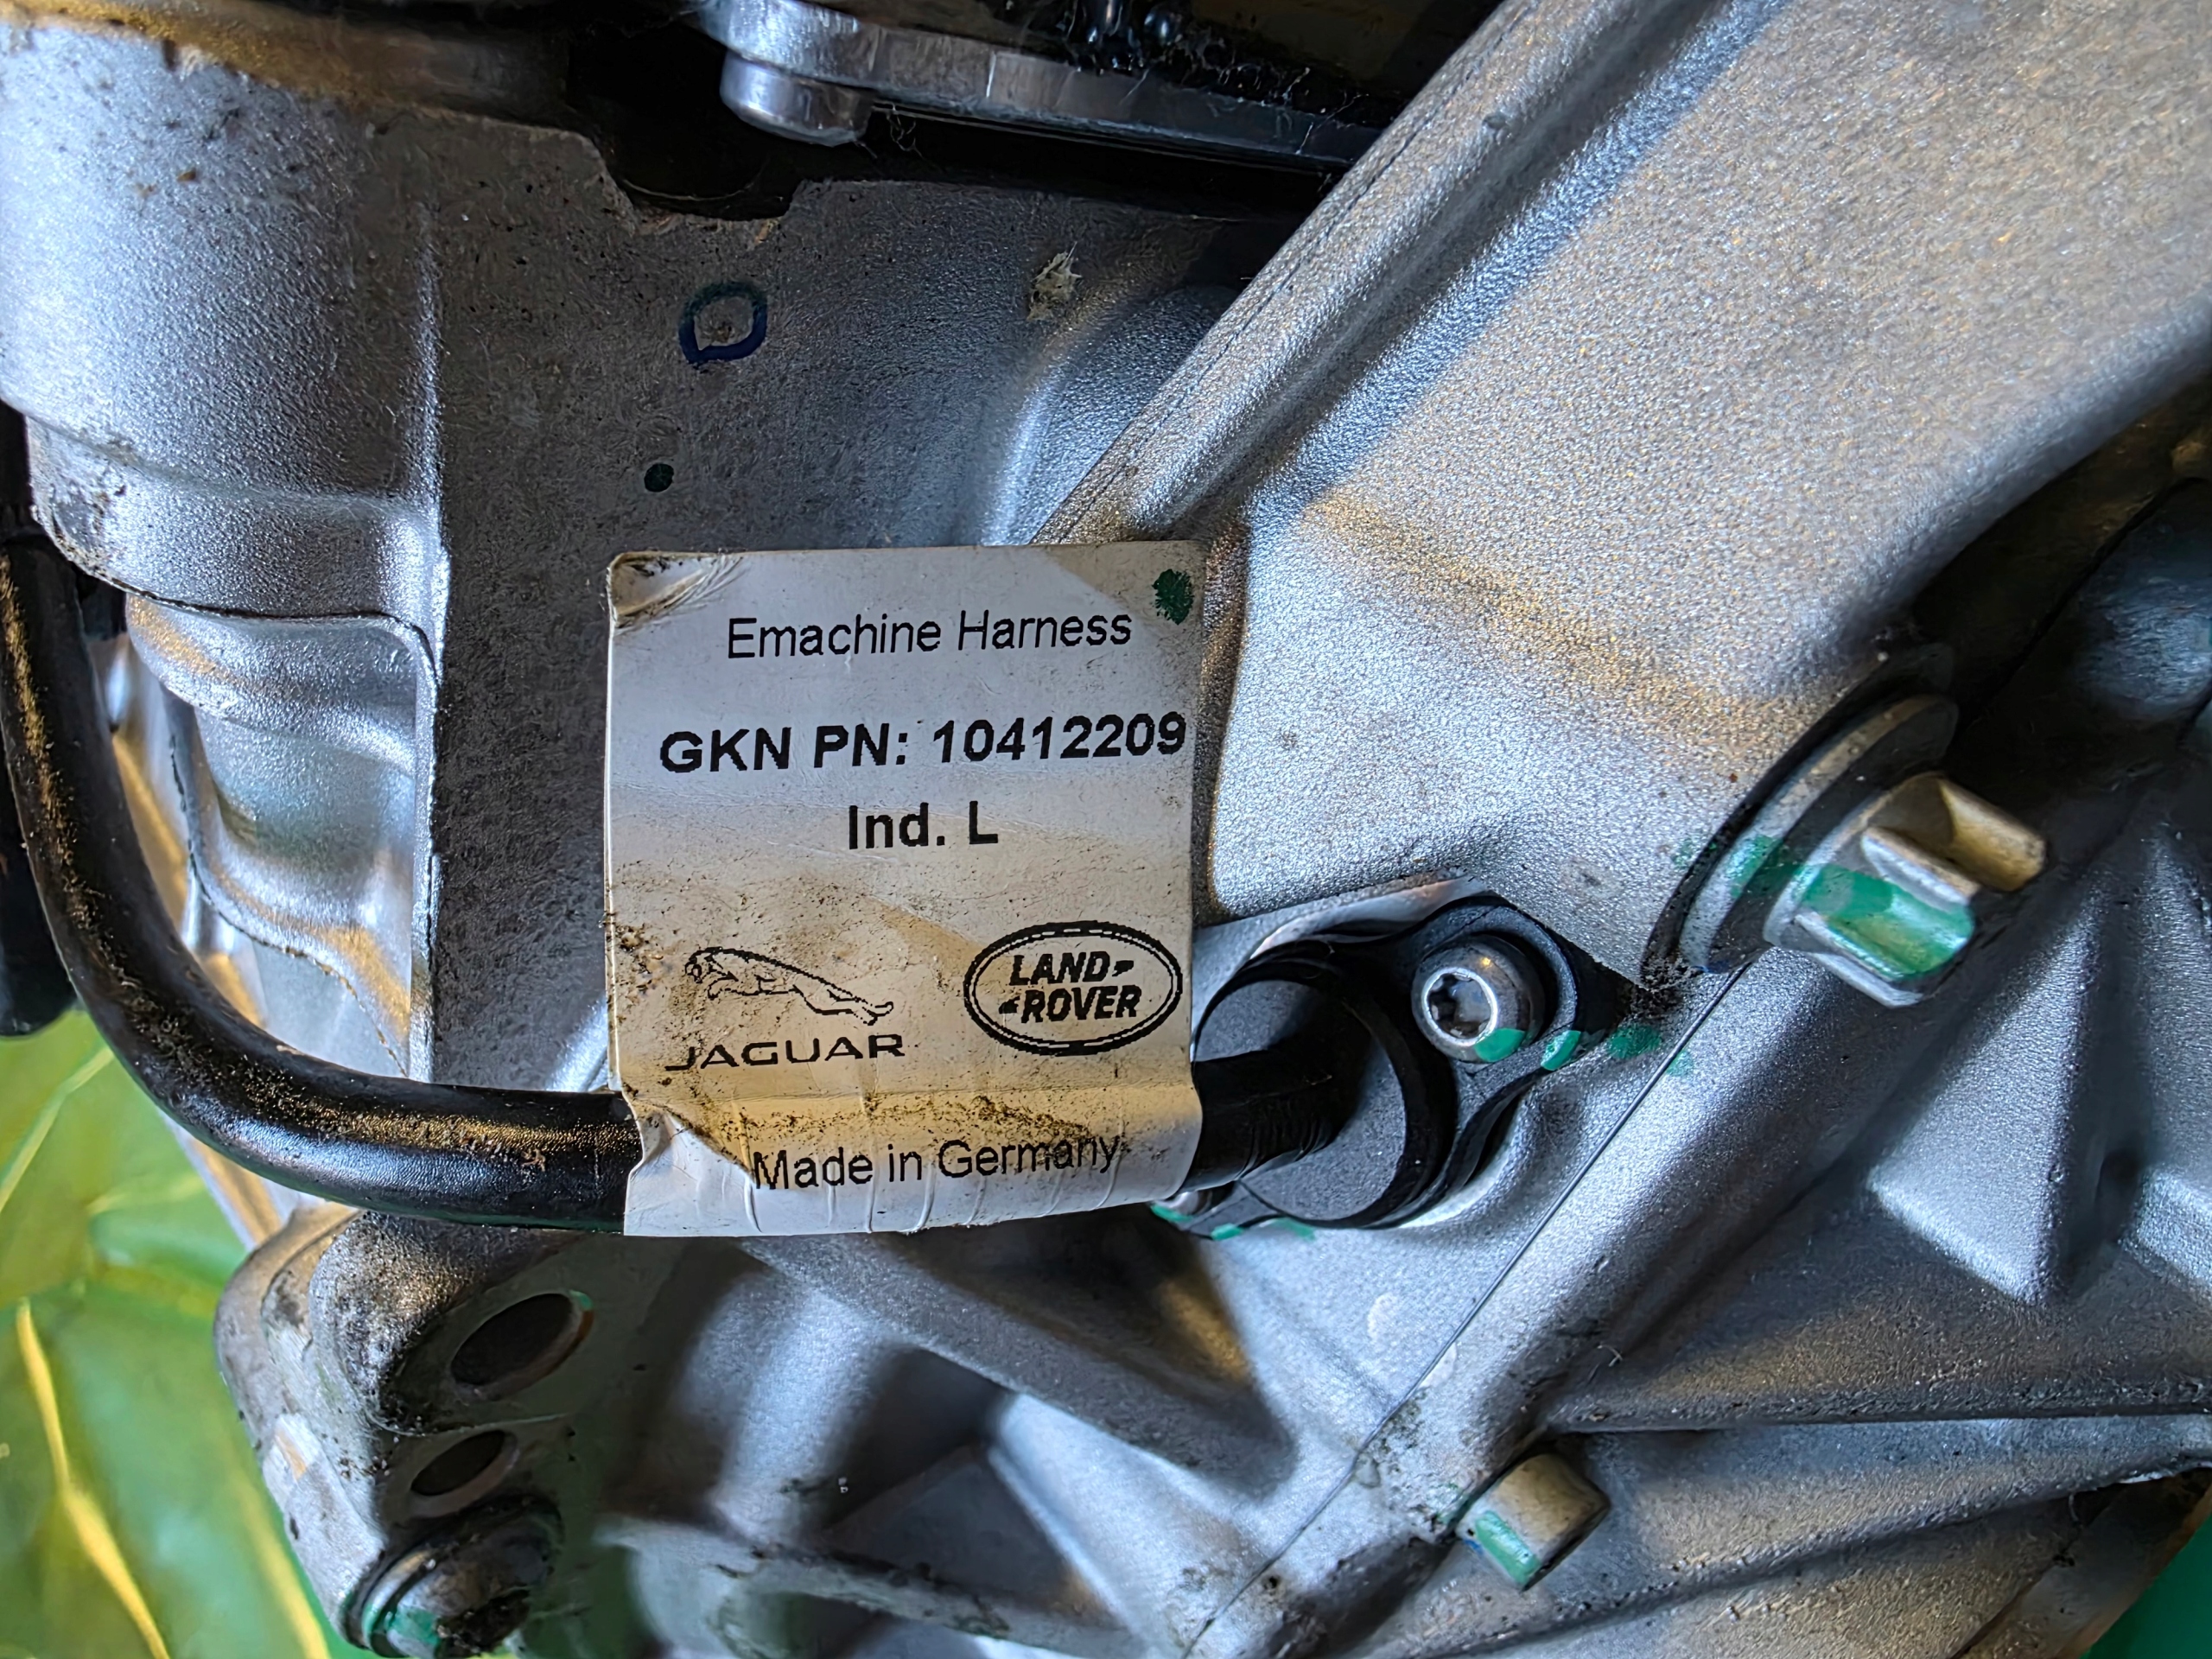 Emachine Harness
GKN PN: 10412209
Ind. L
JAGUAR
LAND-
-ROVER
Made in Germany